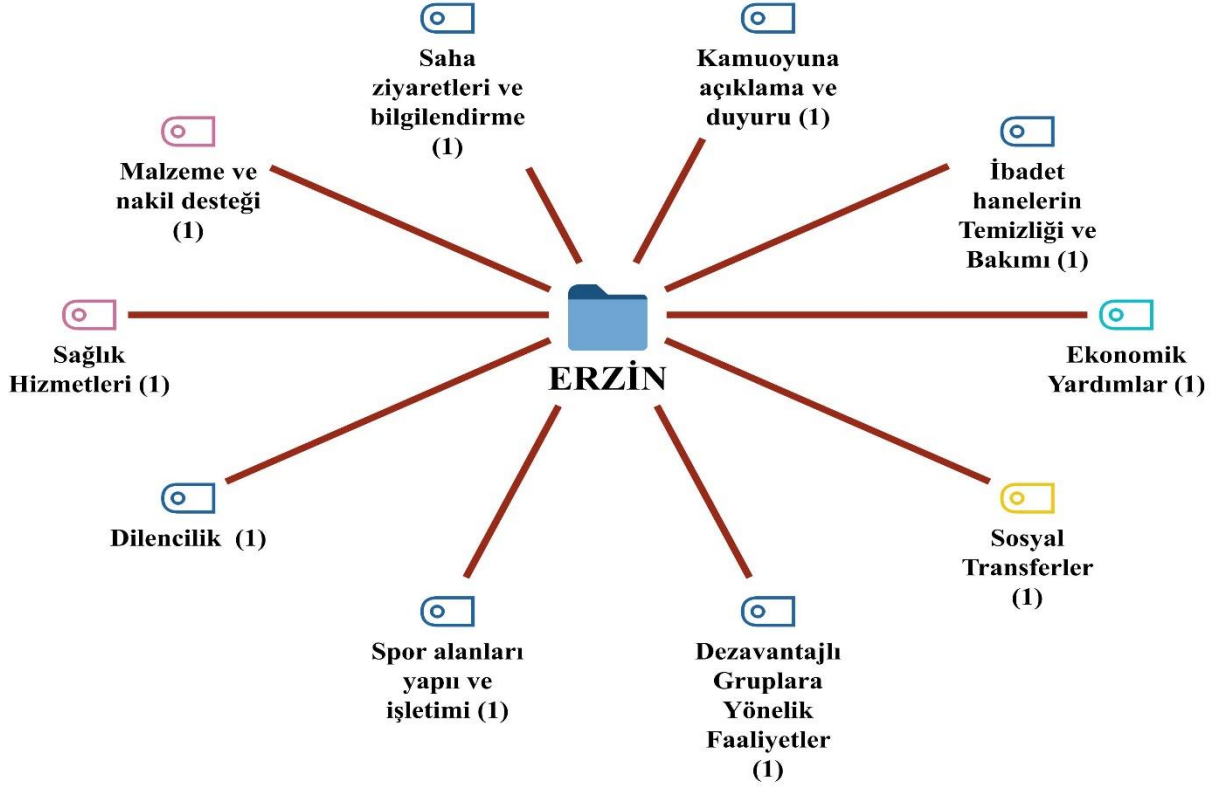 Saha
ziyaretleri ve
bilgilendirme
(1)
Kamuoyuna
açıklama ve
duyuru (1)
Malzeme ve
nakil desteği
(1)
İbadet
hanelerin
Temizliği ve
Bakımı (1)
Sağlık
Hizmetleri (1)
ERZİN
Ekonomik
Yardımlar (1)
Dilencilik (1)
Sosyal
Transferler
(1)
Spor alanları
yapıı ve
işletimi (1)
Dezavantajlı
Gruplara
Yönelik
Faaliyetler
(1)